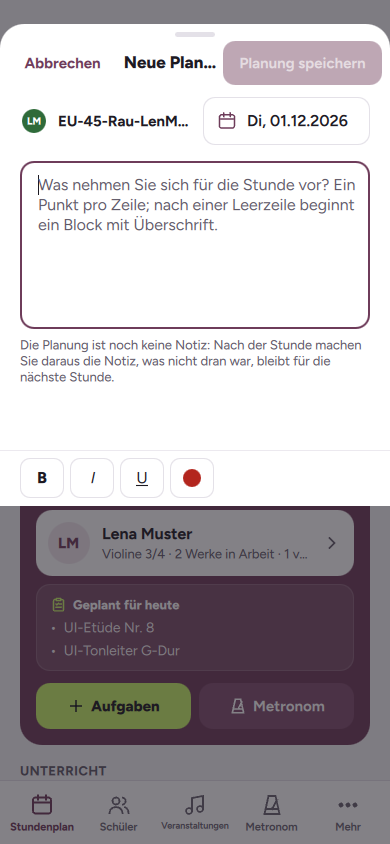 Abbrechen Neue Plan... Planung speichern
LM EU-45-Rau-LenM... Di, 01.12.2026
Was nehmen Sie sich für die Stunde vor? Ein
Punkt pro Zeile; nach einer Leerzeile beginnt
ein Block mit Überschrift.
Die Planung ist noch keine Notiz: Nach der Stunde machen
Sie daraus die Notiz, was nicht dran war, bleibt für die
nächste Stunde.
B I U
LM Lena Muster
Violine 3/4 · 2 Werke in Arbeit · 1 v...
Geplant für heute
• UI-Etüde Nr. 8
• UI-Tonleiter G-Dur
+ Aufgaben Metronom
UNTERRICHT
Stundenplan Schüler Veranstaltungen Metronom Mehr